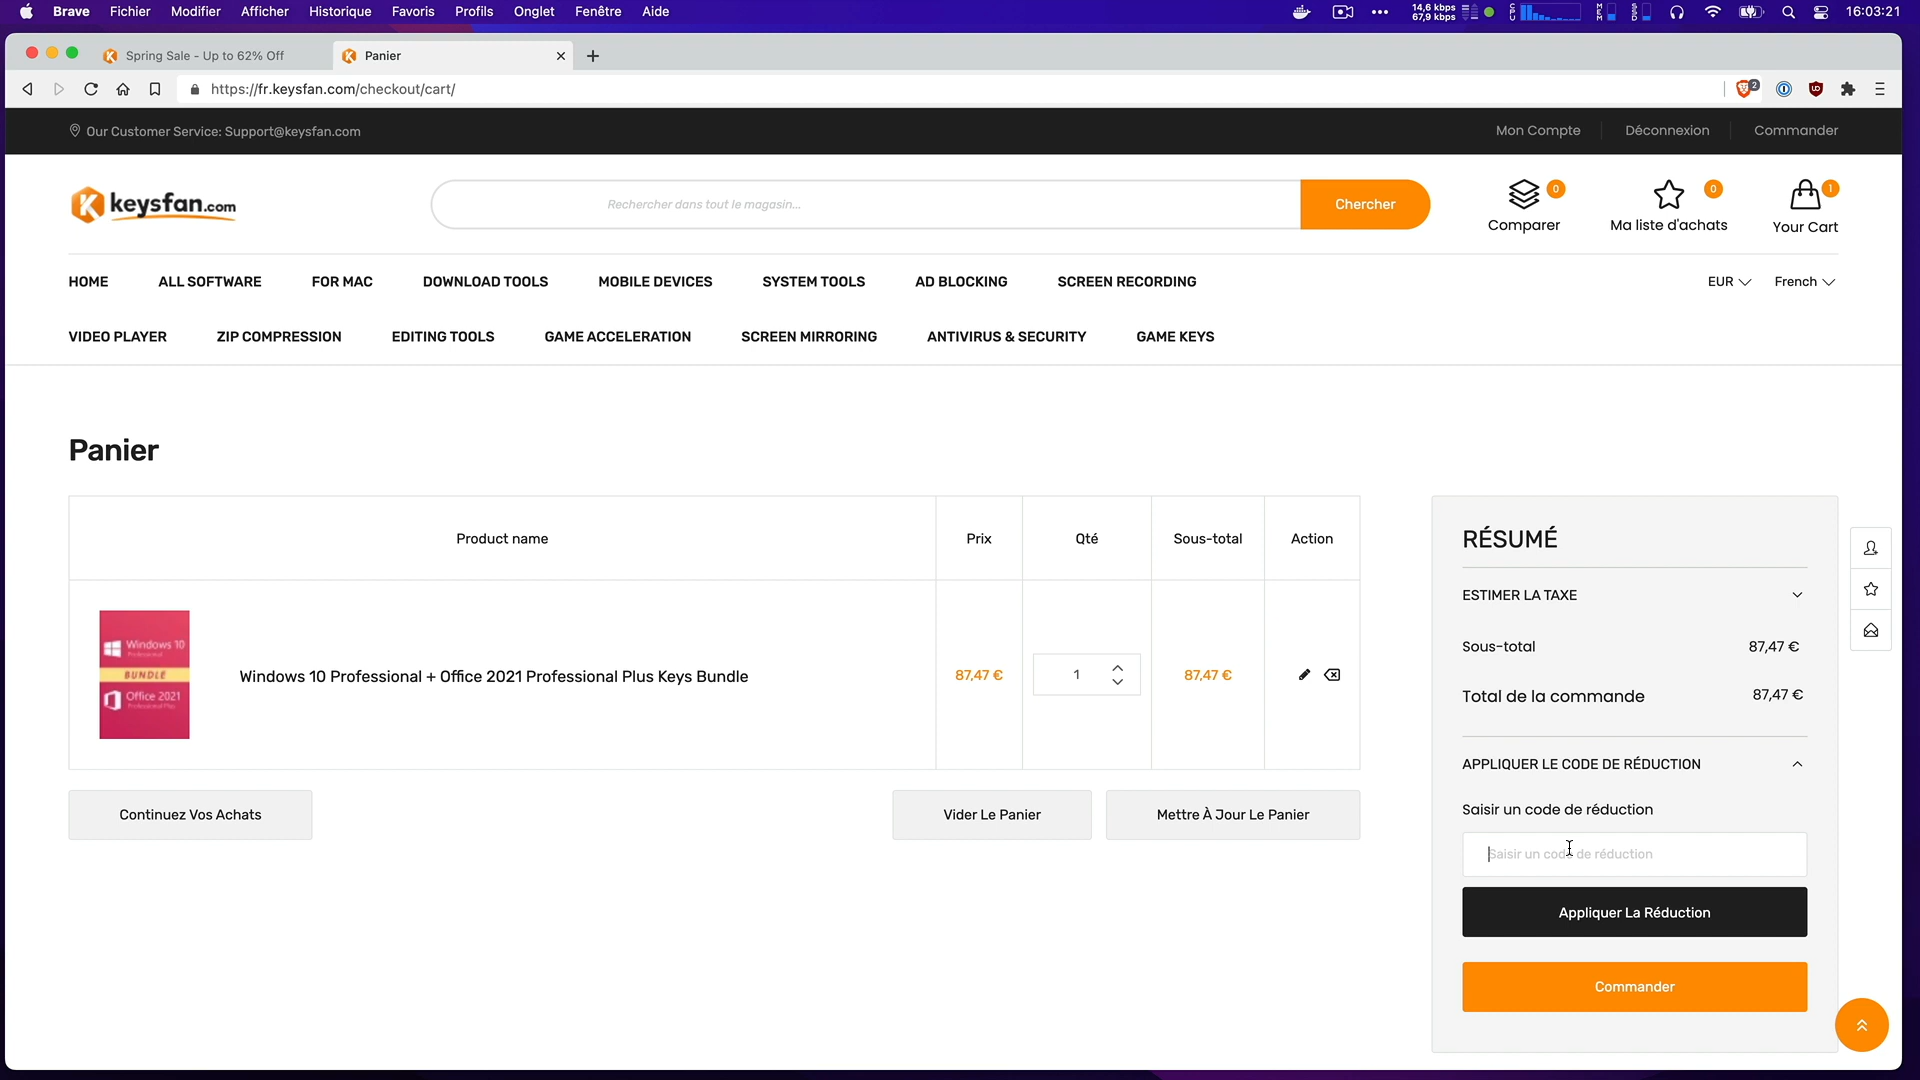 Brave Fichier Modifier Afficher Historique Favoris Profils Onglet Fenêtre Aide
14,6 kbps
67,9 kbps
16:03:21
Spring Sale - Up to 62% Off
Panier
https://fr.keysfan.com/checkout/cart/
2
Our Customer Service: Support@keysfan.com
Mon Compte
Déconnexion
Commander
keysfan.com
Rechercher dans tout le magasin...
Chercher
0
Comparer
0
Ma liste d'achats
1
Your Cart
HOME ALL SOFTWARE FOR MAC DOWNLOAD TOOLS MOBILE DEVICES SYSTEM TOOLS AD BLOCKING SCREEN RECORDING
EUR French
VIDEO PLAYER ZIP COMPRESSION EDITING TOOLS GAME ACCELERATION SCREEN MIRRORING ANTIVIRUS & SECURITY GAME KEYS
Panier
Product name Prix Qté Sous-total Action
Windows 10
Professional
BUNDLE
Office 2021
Professional Plus
Windows 10 Professional + Office 2021 Professional Plus Keys Bundle
87,47 €
1
87,47 €
Continuez Vos Achats
Vider Le Panier
Mettre À Jour Le Panier
RÉSUMÉ
ESTIMER LA TAXE
Sous-total 87,47 €
Total de la commande 87,47 €
APPLIQUER LE CODE DE RÉDUCTION
Saisir un code de réduction
Saisir un code de réduction
Appliquer La Réduction
Commander